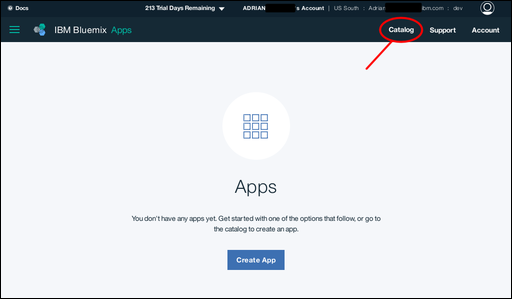 Docs
213 Trial Days Remaining
ADRIAN s Account | US South : Adrian ibm.com : dev
IBM Bluemix Apps
Catalog Support Account
Apps
You don't have any apps yet. Get started with one of the options that follow, or go to
the catalog to create an app.
Create App